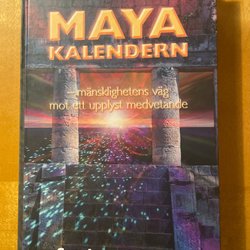 MAYA
KALENDERN
mänsklighetens väg
mot ett upplyst medvetande